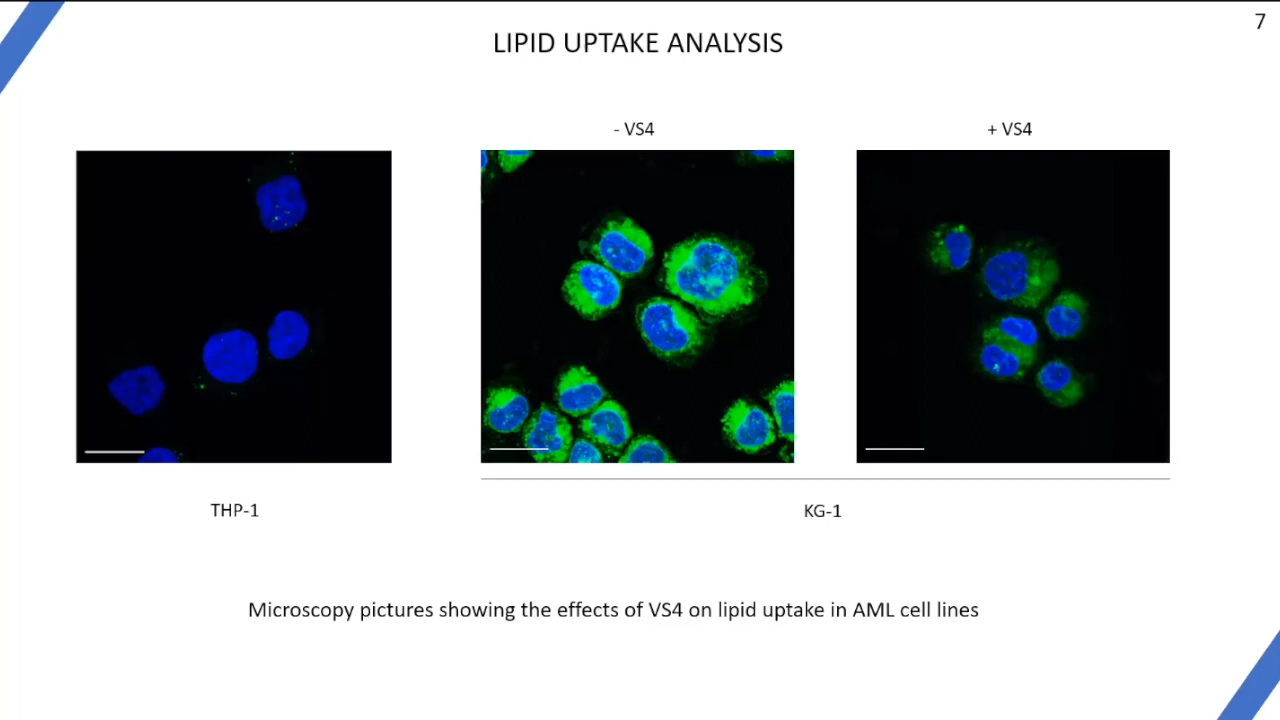 7
LIPID UPTAKE ANALYSIS
- VS4
+ VS4
THP-1
KG-1
Microscopy pictures showing the effects of VS4 on lipid uptake in AML cell lines